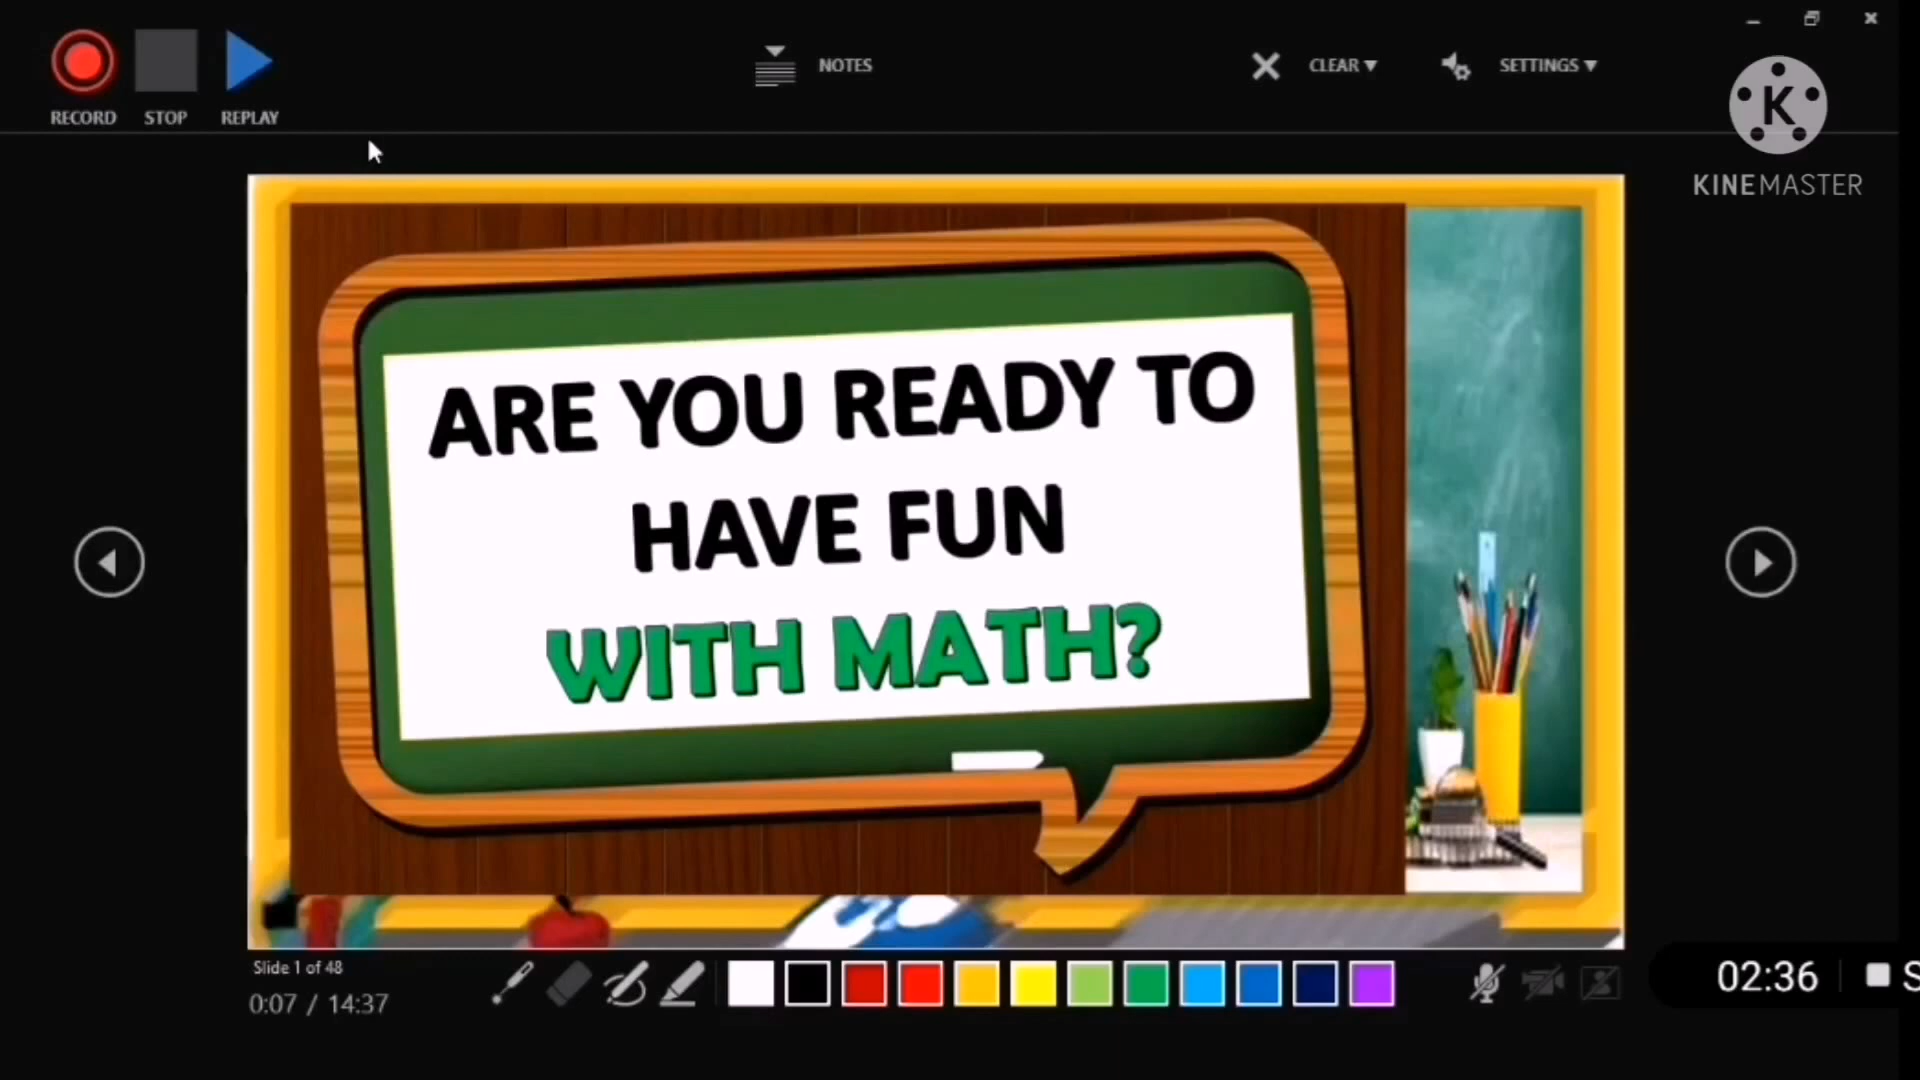 RECORD
STOP
REPLAY
NOTES
CLEAR
SETTINGS
K
KINEMASTER
ARE YOU READY TO
HAVE FUN
WITH MATH?
Slide 1 of 48
0:07 / 14:37
02:36
S